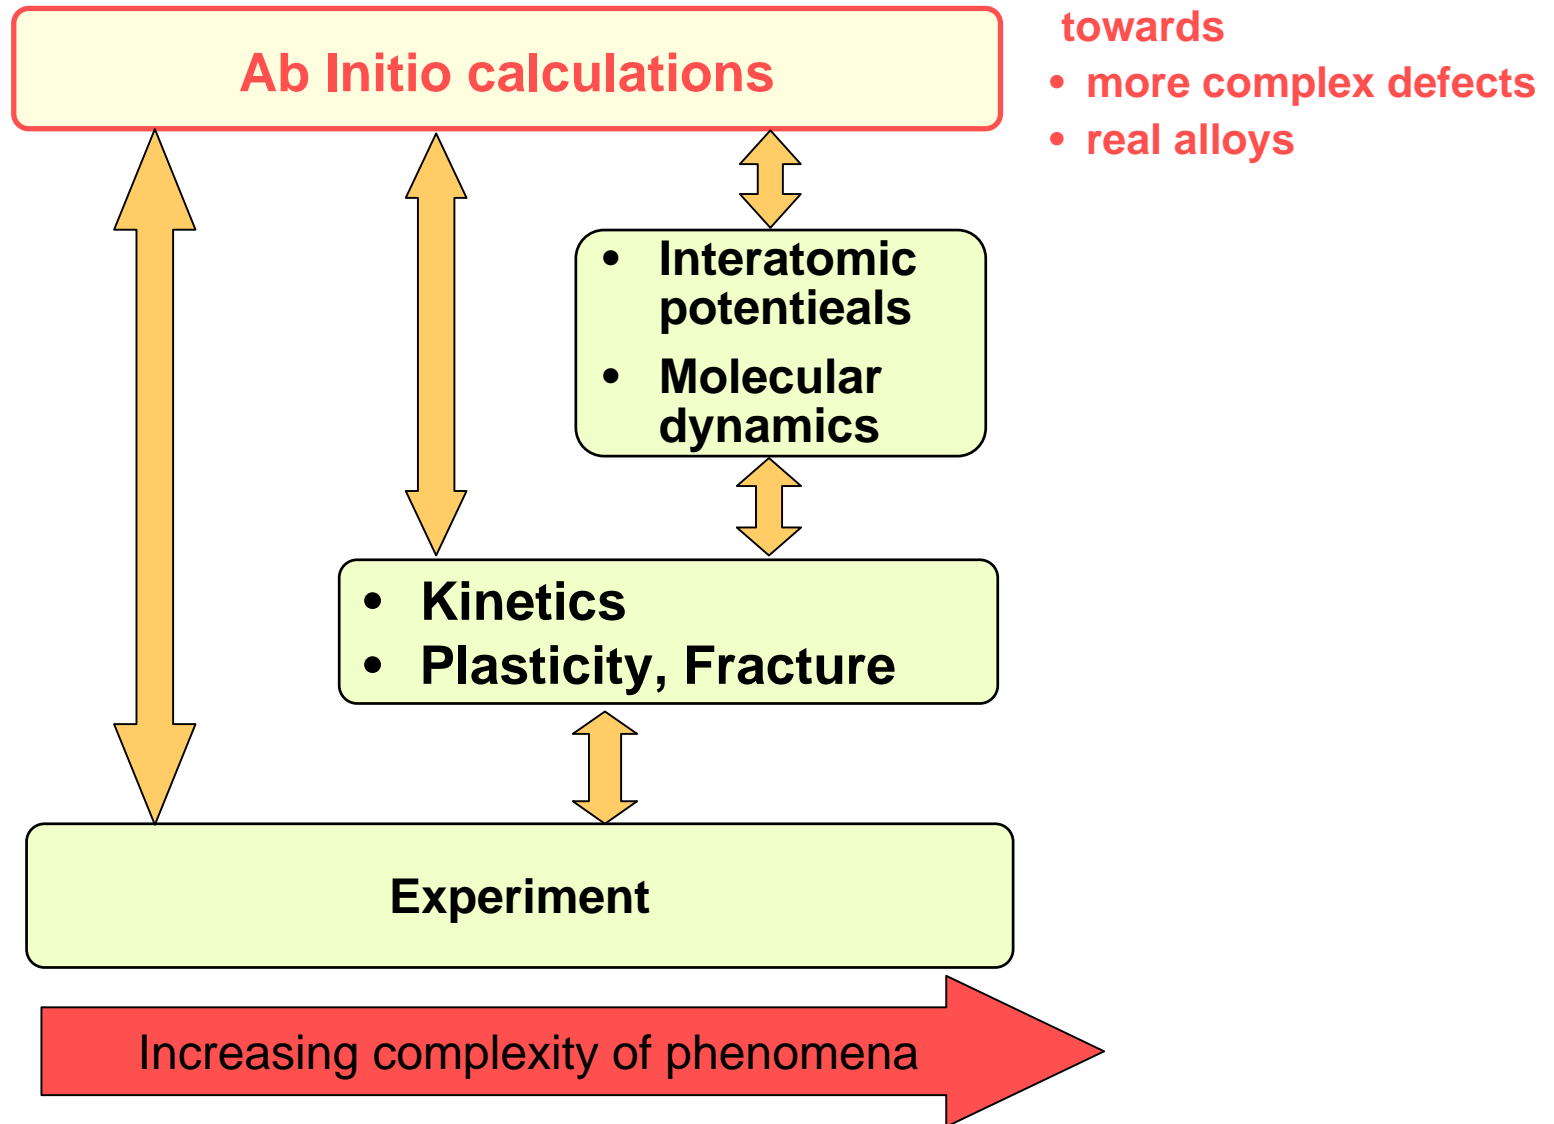 Ab Initio calculations
towards
• more complex defects
• real alloys
• Interatomic
potentieals
• Molecular
dynamics
• Kinetics
• Plasticity, Fracture
Experiment
Increasing complexity of phenomena